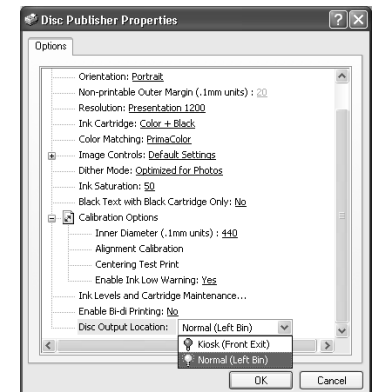 Disc Publisher Properties
Options
Orientation: Portrait
Non-printable Outer Margin (.1mm units) : 20
Resolution: Presentation 1200
Ink Cartridge: Color + Black
Color Matching: PrimaColor
Image Controls: Default Settings
Dither Mode: Optimized for Photos
Ink Saturation: 50
Black Text with Black Cartridge Only: No
Calibration Options
Inner Diameter (.1mm units) : 440
Alignment Calibration
Centering Test Print
Enable Ink Low Warning: Yes
Ink Levels and Cartridge Maintenance...
Enable Bi-di Printing: No
Disc Output Location: Normal (Left Bin)
Kiosk (Front Exit)
Normal (Left Bin)
OK Cancel